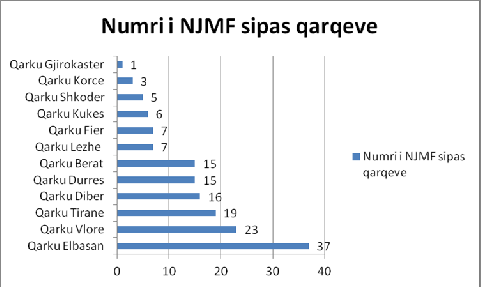 Numri i NJMF sipas qarqeve
Qarku Gjirokaster 1
Qarku Korce 3
Qarku Shkoder 5
Qarku Kukes 6
Qarku Fier 7
Qarku Lezhe 7
Qarku Berat 15
Qarku Durres 15
Qarku Diber 16
Qarku Tirane 19
Qarku Vlore 23
Qarku Elbasan 37
0 10 20 30 40
Numri i NJMF sipas
qarqeve